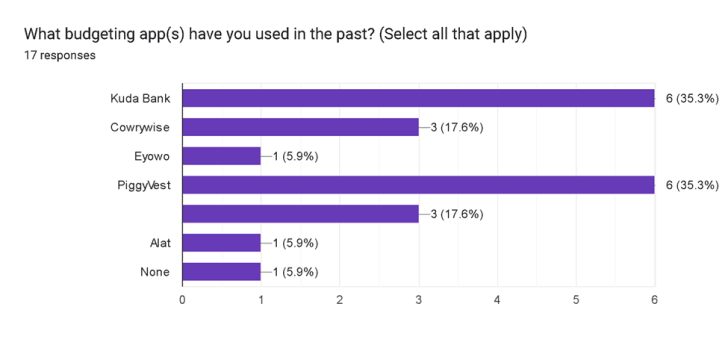 What budgeting app(s) have you used in the past? (Select all that apply)
17 responses
Kuda Bank 6 (35.3%)
Cowrywise 3 (17.6%)
Eyowo 1 (5.9%)
PiggyVest 6 (35.3%)
3 (17.6%)
Alat 1 (5.9%)
None 1 (5.9%)
0 1 2 3 4 5 6